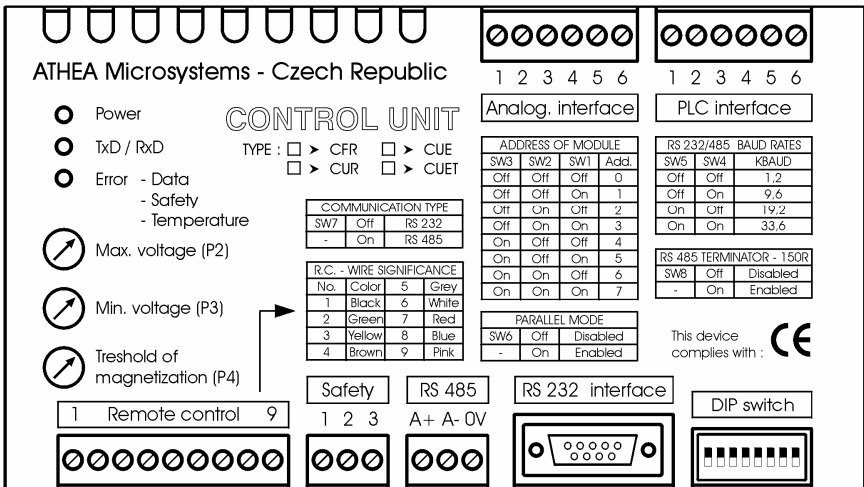 ATHEA Microsystems - Czech Republic
Power
TxD / RxD
Error - Data
- Safety
- Temperature
Max. voltage (P2)
Min. voltage (P3)
Treshold of
magnetization (P4)
CONTROL UNIT
TYPE : ➤ CFR ➤ CUE
➤ CUR ➤ CUET
COMMUNICATION TYPE
SW7 Off RS 232
- On RS 485
R.C. - WIRE SIGNIFICANCE
No. Color 5 Grey
1 Black 6 White
2 Green 7 Red
3 Yellow 8 Blue
4 Brown 9 Pink
1 2 3 4 5 6
Analog. interface
ADDRESS OF MODULE
SW3 SW2 SW1 Add.
Off Off Off 0
Off Off On 1
Off On Off 2
Off On On 3
On Off Off 4
On Off On 5
On On Off 6
On On On 7
PARALLEL MODE
SW6 Off Disabled
- On Enabled
1 2 3 4 5 6
PLC interface
RS 232/485 BAUD RATES
SW5 SW4 KBAUD
Off Off 1,2
Off On 9,6
On Off 19,2
On On 33,6
RS 485 TERMINATOR - 150R
SW8 Off Disabled
- On Enabled
This device
complies with : CE
1 Remote control 9
Safety
1 2 3
RS 485
A+ A- 0V
RS 232 interface
DIP switch